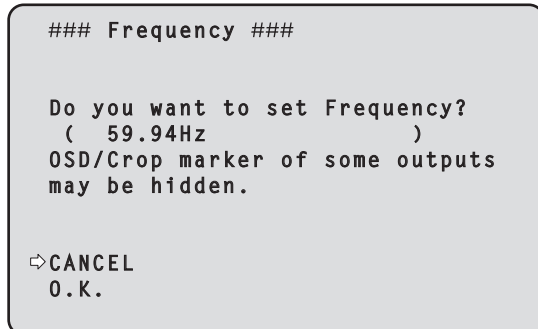 ### Frequency ###
Do you want to set Frequency?
( 59.94Hz )
OSD/Crop marker of some outputs
may be hidden.
⇨CANCEL
O.K.